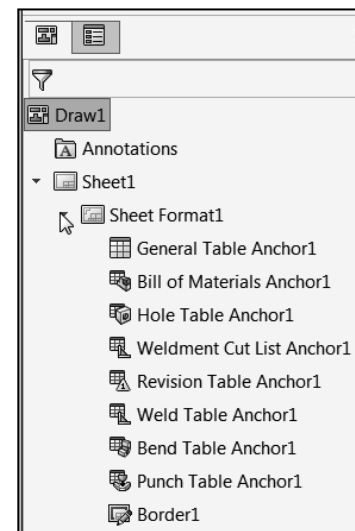 Draw1
Annotations
Sheet1
Sheet Format1
General Table Anchor1
Bill of Materials Anchor1
Hole Table Anchor1
Weldment Cut List Anchor1
Revision Table Anchor1
Weld Table Anchor1
Bend Table Anchor1
Punch Table Anchor1
Border1